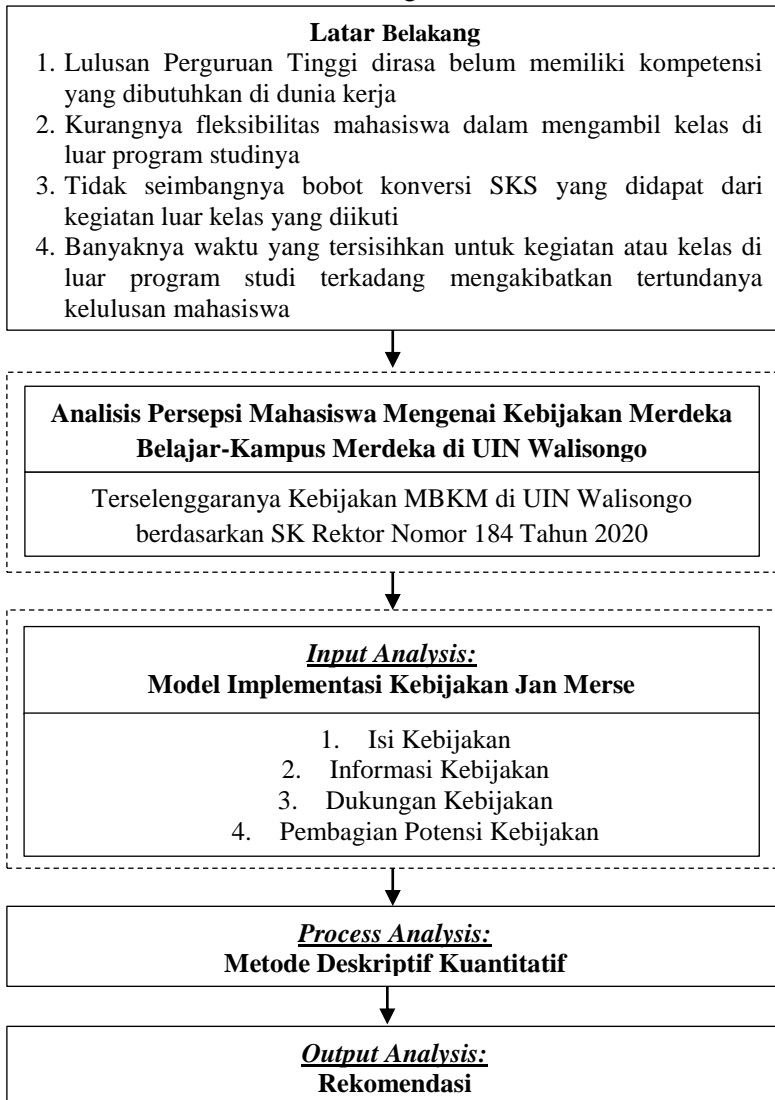 Latar Belakang
1. Lulusan Perguruan Tinggi dirasa belum memiliki kompetensi
yang dibutuhkan di dunia kerja
2. Kurangnya fleksibilitas mahasiswa dalam mengambil kelas di
luar program studinya
3. Tidak seimbangnya bobot konversi SKS yang didapat dari
kegiatan luar kelas yang diikuti
4. Banyaknya waktu yang tersisihkan untuk kegiatan atau kelas di
luar program studi terkadang mengakibatkan tertundanya
kelulusan mahasiswa
Analisis Persepsi Mahasiswa Mengenai Kebijakan Merdeka
Belajar-Kampus Merdeka di UIN Walisongo
Terselenggaranya Kebijakan MBKM di UIN Walisongo
berdasarkan SK Rektor Nomor 184 Tahun 2020
Input Analysis:
Model Implementasi Kebijakan Jan Merse
1. Isi Kebijakan
2. Informasi Kebijakan
3. Dukungan Kebijakan
4. Pembagian Potensi Kebijakan
Process Analysis:
Metode Deskriptif Kuantitatif
Output Analysis:
Rekomendasi